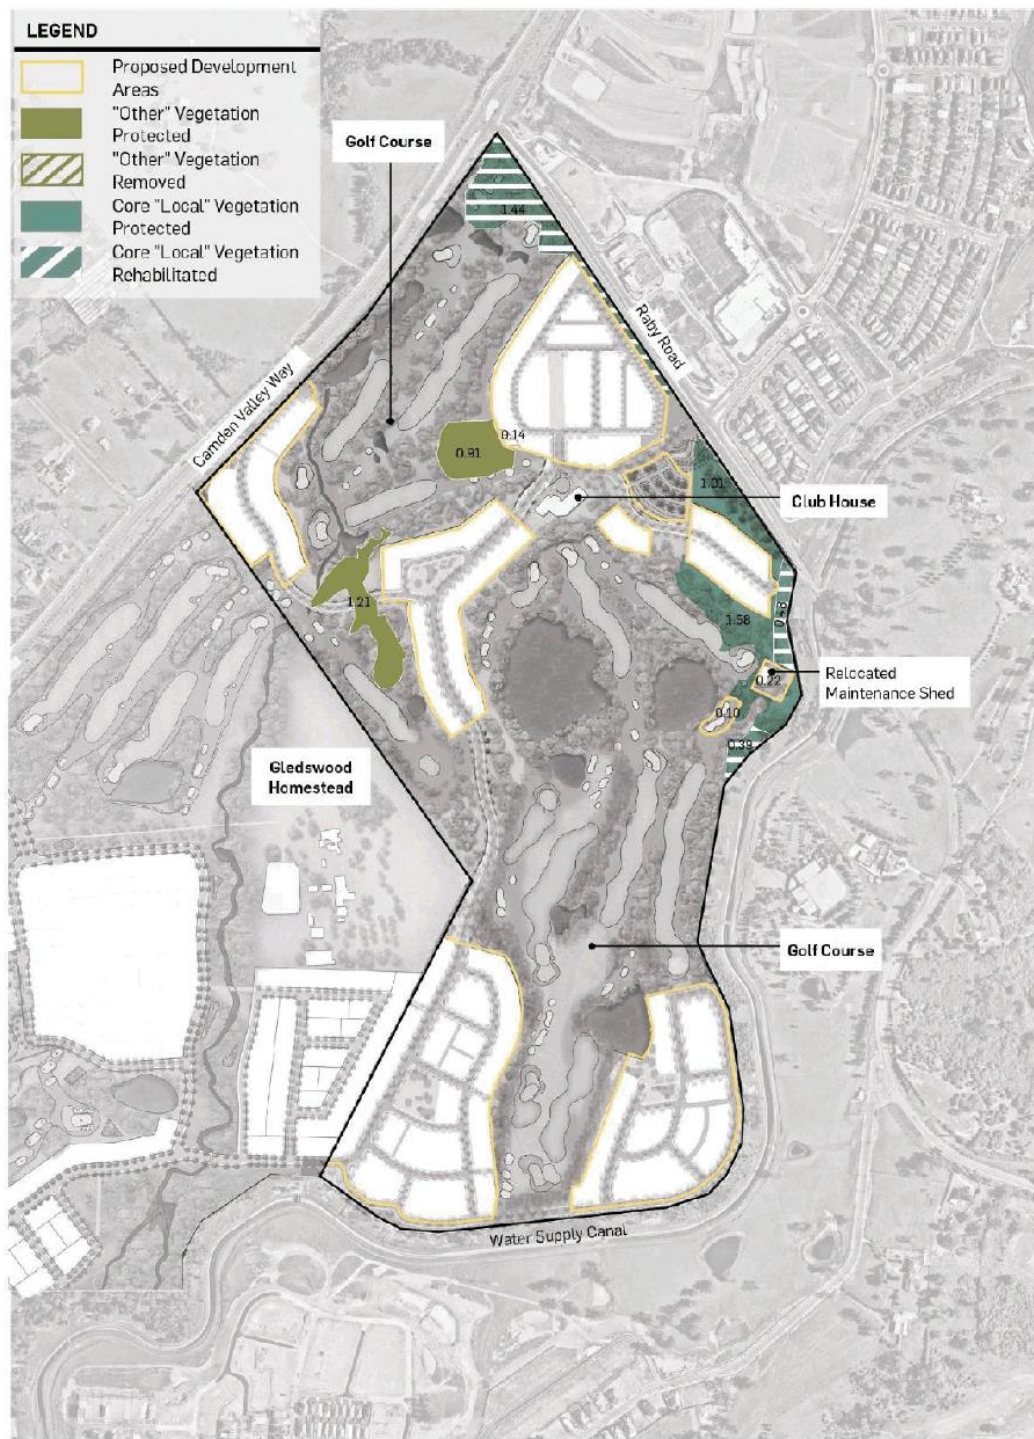 LEGEND
Proposed Development
Areas
"Other" Vegetation
Protected
"Other" Vegetation
Removed
Core "Local" Vegetation
Protected
Core "Local" Vegetation
Rehabilitated
Golf Course
1.44
Raby Road
Camden Valley Way
0.14
0.91
1.01
Club House
1.21
1.58
Relocated
Maintenance Shed
0.22
0.10
0.39
Gledswood
Homestead
Golf Course
Water Supply Canal